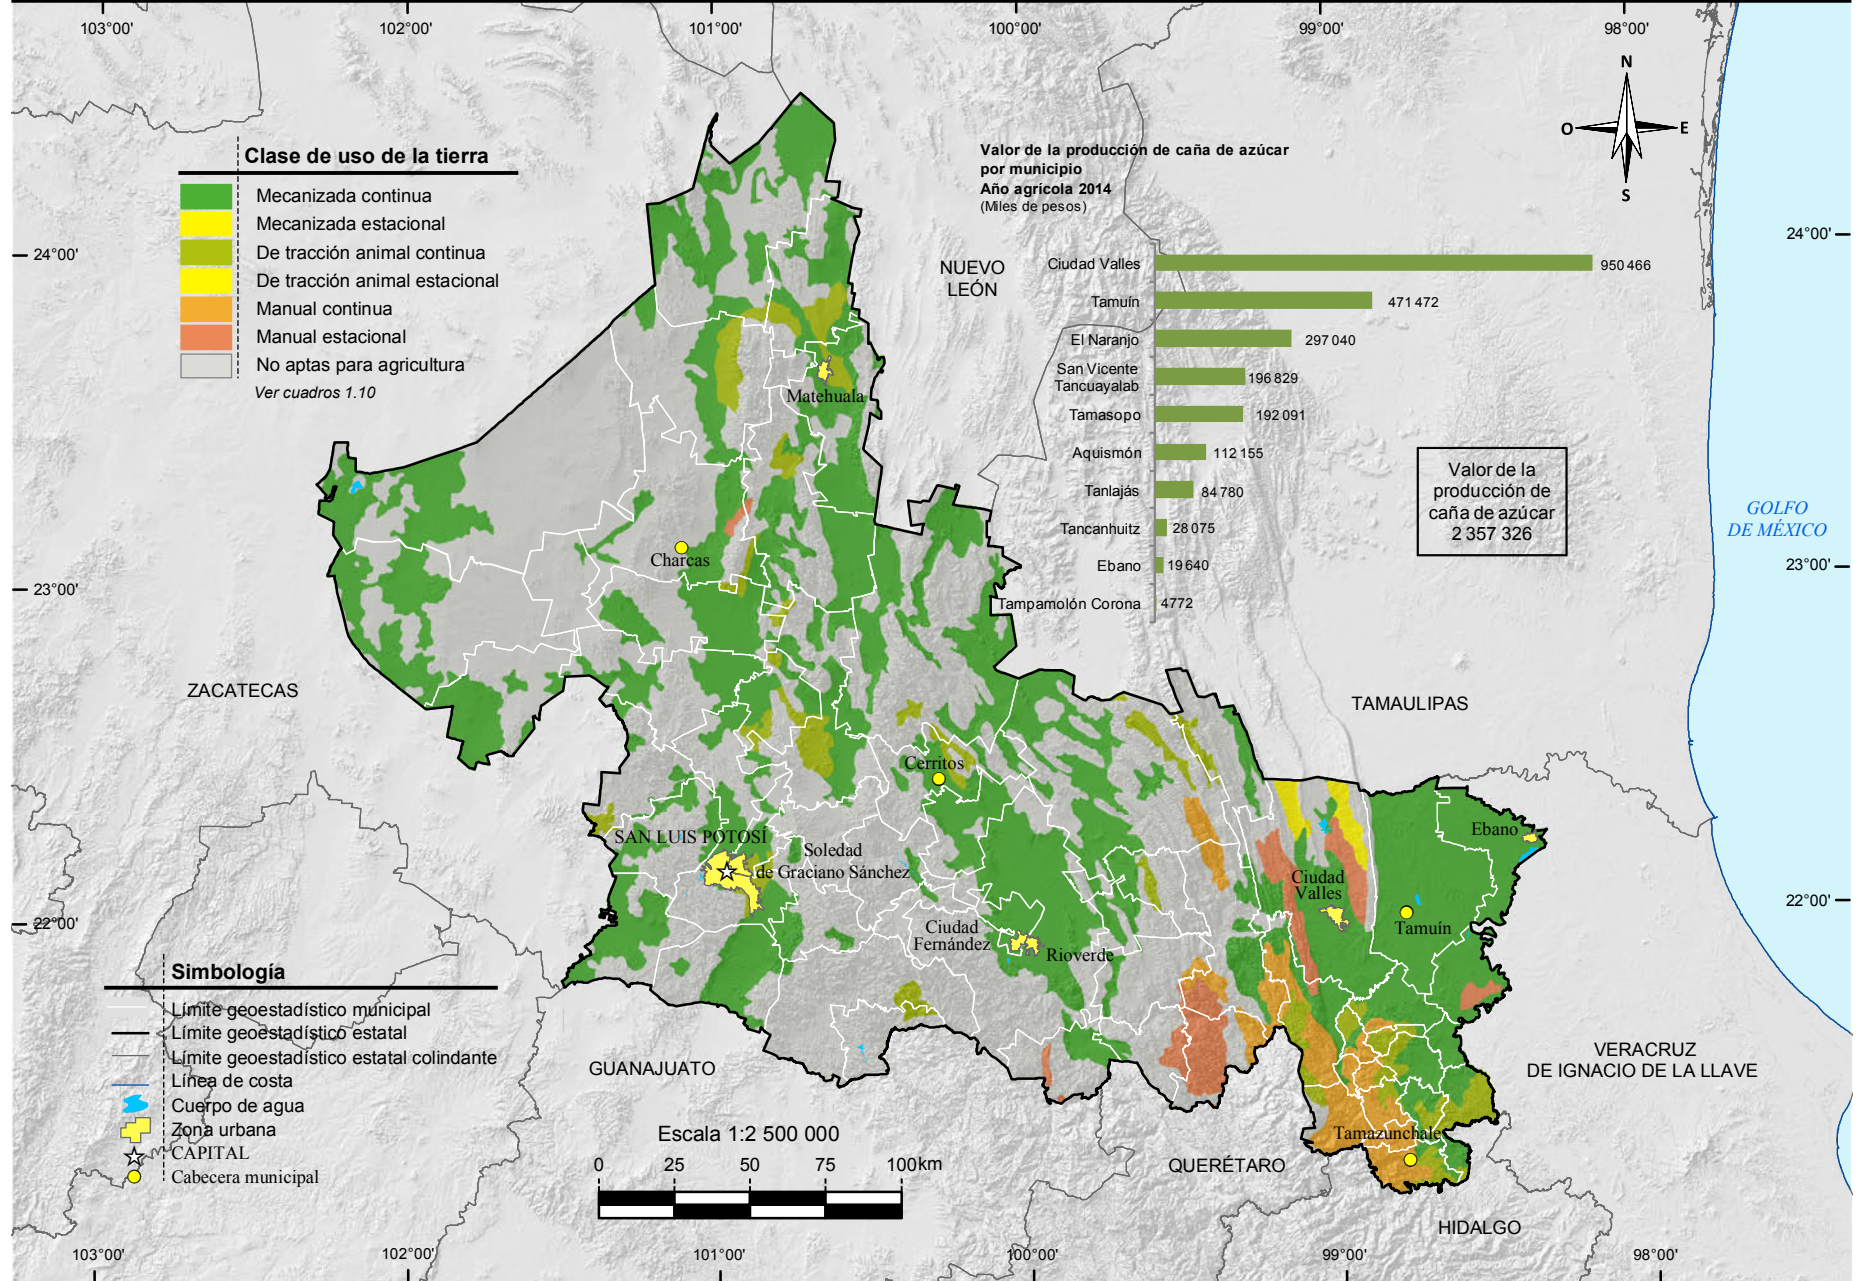 103°00'
102°00'
101°00'
100°00'
99°00'
98°00'
N
O
E
S
Clase de uso de la tierra
Mecanizada continua
Mecanizada estacional
De tracción animal continua
De tracción animal estacional
Manual continua
Manual estacional
No aptas para agricultura
Ver cuadros 1.10
Valor de la producción de caña de azúcar
por municipio
Año agrícola 2014
(Miles de pesos)
Ciudad Valles
950 466
Tamuín
471 472
El Naranjo
297 040
San Vicente
Tancuayalab
196 829
Tamasopo
192 091
Aquismón
112 155
Tanlajás
84 780
Tancanhuitz
28 075
Ebano
19 640
Tampamolón Corona
4772
Valor de la
producción de
caña de azúcar
2 357 326
24°00'
24°00'
23°00'
23°00'
22°00'
22°00'
NUEVO
LEÓN
ZACATECAS
TAMAULIPAS
GOLFO
DE MÉXICO
GUANAJUATO
QUERÉTARO
HIDALGO
VERACRUZ
DE IGNACIO DE LA LLAVE
Matehuala
Charcas
Cerritos
SAN LUIS POTOSÍ
Soledad
de Graciano Sánchez
Ciudad
Fernández
Rioverde
Ciudad
Valles
Tamuín
Ebano
Tamazunchale
Simbología
Límite geoestadístico municipal
Límite geoestadístico estatal
Límite geoestadístico estatal colindante
Línea de costa
Cuerpo de agua
Zona urbana
CAPITAL
Cabecera municipal
Escala 1:2 500 000
0
25
50
75
100km
103°00'
102°00'
101°00'
100°00'
99°00'
98°00'